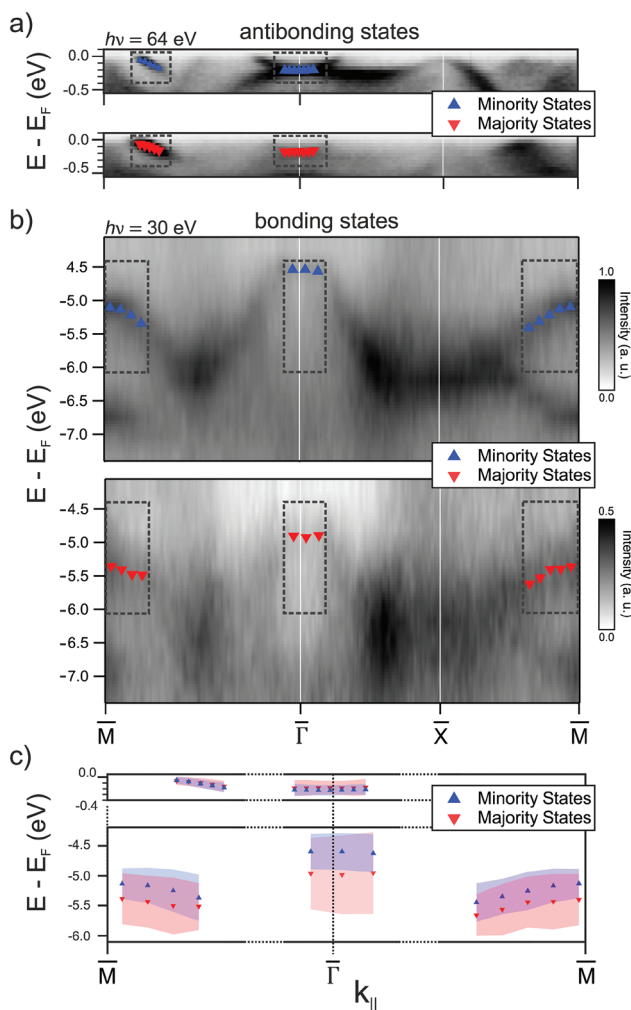 a)
hν = 64 eV
antibonding states
0.0
-0.5
Minority States
Majority States
0.0
-0.5
E - E_F (eV)
b)
hν = 30 eV
bonding states
4.5
-5.0
-5.5
-6.0
-6.5
-7.0
1.0
Intensity (a. u.)
0.0
E - E_F (eV)
Minority States
Majority States
-4.5
-5.0
-5.5
-6.0
-6.5
-7.0
0.5
Intensity (a. u.)
0.0
M̅ Γ̅ X̅ M̅
c)
0.0
-0.4
Minority States
Majority States
E - E_F (eV)
-4.5
-5.0
-5.5
-6.0
M̅ Γ̅ M̅
k_||